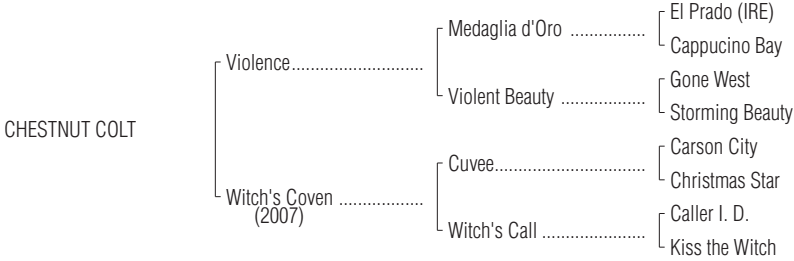 El Prado (IRE)
Medaglia d'Oro ................
Cappucino Bay
Violence............................
Gone West
Violent Beauty ..................
Storming Beauty
CHESTNUT COLT
Carson City
Cuvee................................
Christmas Star
Witch's Coven ..................
(2007)
Caller I. D.
Witch's Call ......................
Kiss the Witch